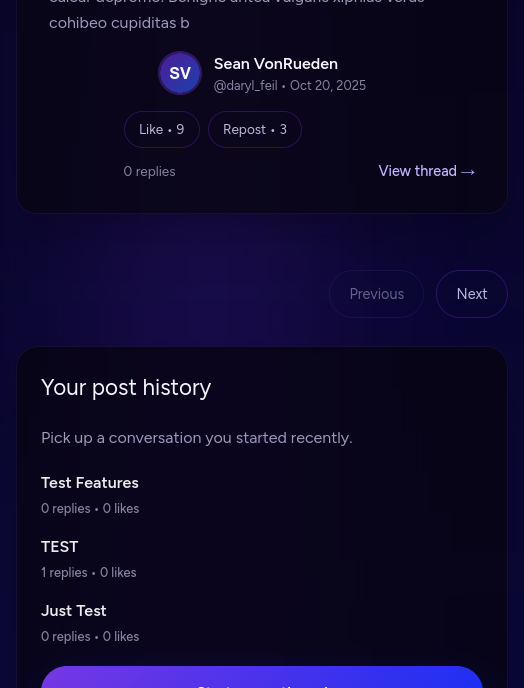 cohibeo cupiditas b
SV
Sean VonRueden
@daryl_feil • Oct 20, 2025
Like • 9
Repost • 3
0 replies
View thread →
Previous
Next
Your post history
Pick up a conversation you started recently.
Test Features
0 replies • 0 likes
TEST
1 replies • 0 likes
Just Test
0 replies • 0 likes